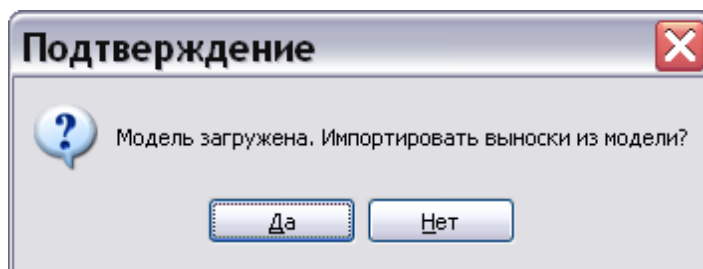 Подтверждение
Модель загружена. Импортировать выноски из модели?
Да
Нет